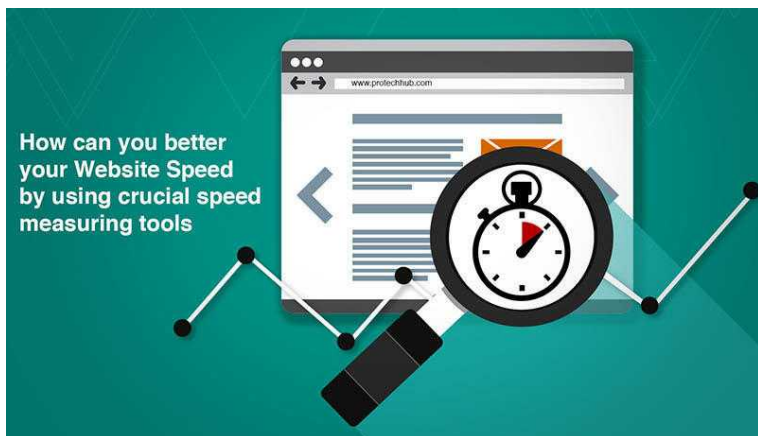 www.protechhub.com
How can you better
your Website Speed
by using crucial speed
measuring tools